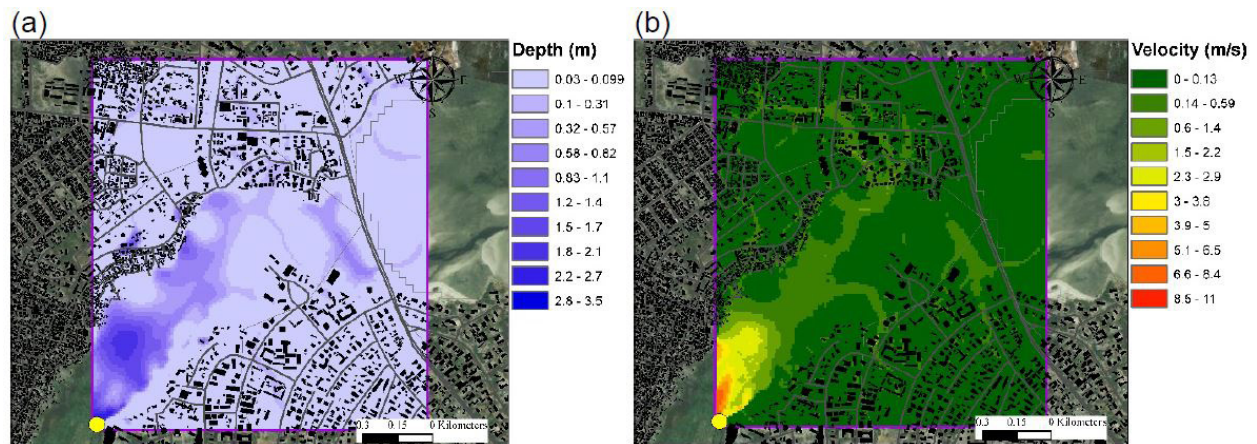 (a)
Depth (m)
0.03 - 0.099
0.1 - 0.31
0.32 - 0.57
0.58 - 0.82
0.83 - 1.1
1.2 - 1.4
1.5 - 1.7
1.8 - 2.1
2.2 - 2.7
2.8 - 3.5
W
E
S
0.3 0.15 0 Kilometers
(b)
Velocity (m/s)
0 - 0.13
0.14 - 0.59
0.6 - 1.4
1.5 - 2.2
2.3 - 2.9
3 - 3.8
3.9 - 5
5.1 - 6.5
6.6 - 8.4
8.5 - 11
W
E
S
0.3 0.15 0 Kilometers